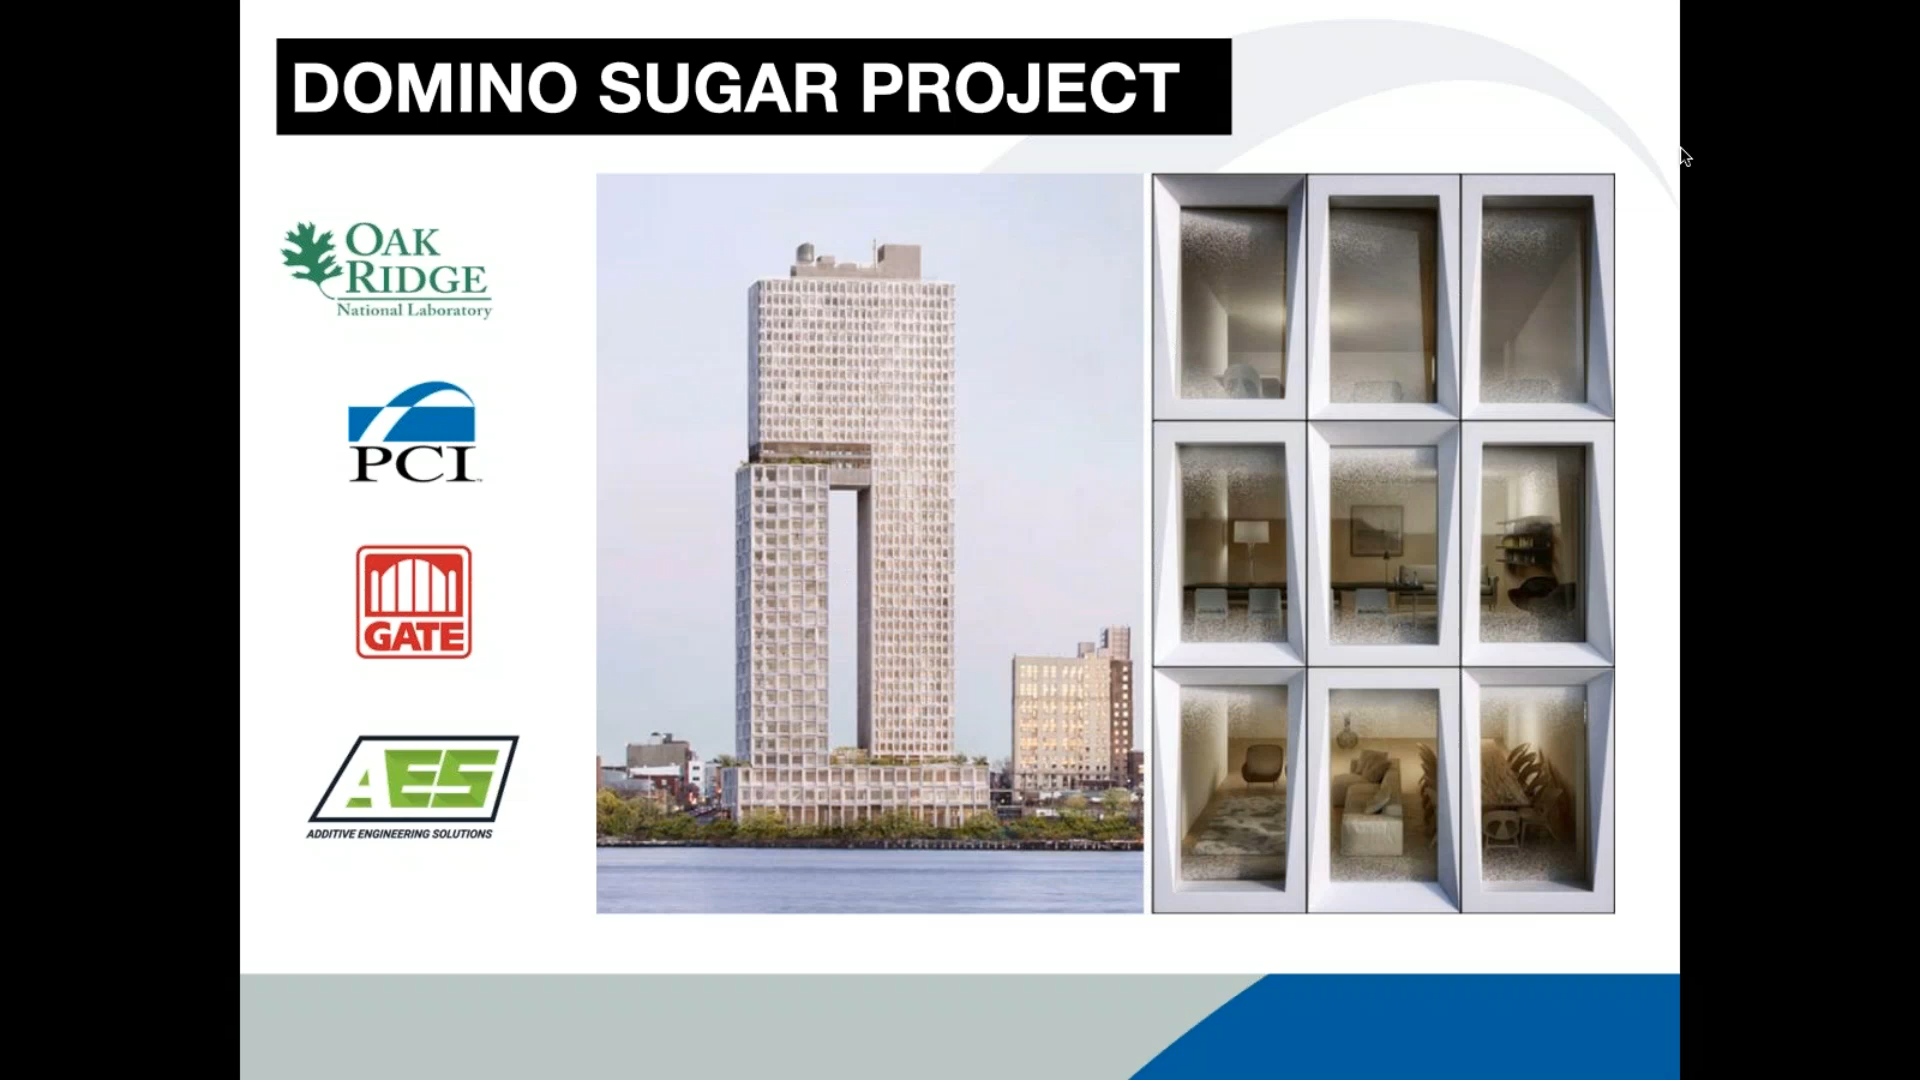 DOMINO SUGAR PROJECT
OAK
RIDGE
National Laboratory
PCI
GATE
AES
ADDITIVE ENGINEERING SOLUTIONS